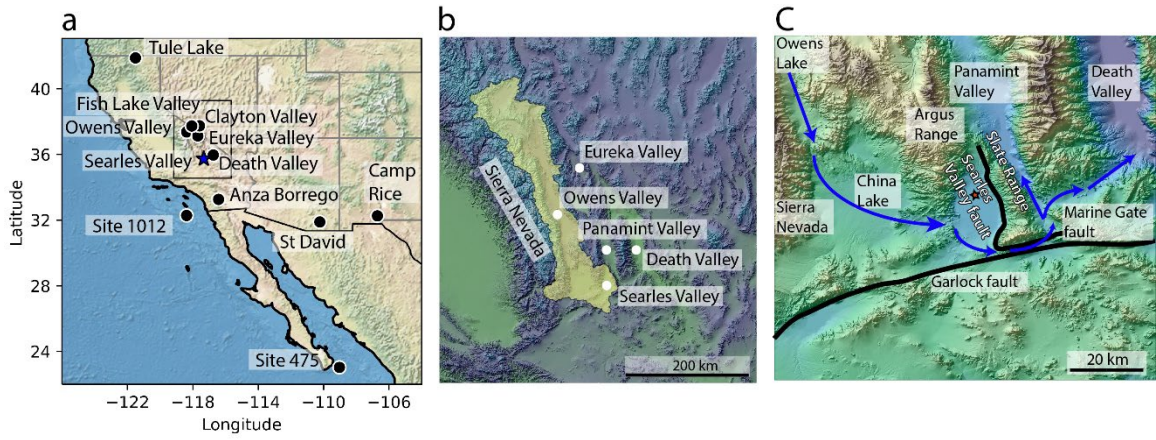 a
Tule Lake
Fish Lake Valley
Clayton Valley
Owens Valley
Eureka Valley
Searles Valley
Death Valley
Camp
Rice
Anza Borrego
Site 1012
St David
Site 475
40
36
32
28
24
Latitude
−122
−118
−114
−110
−106
Longitude
b
Eureka Valley
Sierra Nevada
Owens Valley
Panamint Valley
Death Valley
Searles Valley
200 km
C
Owens
Lake
Panamint
Valley
Death
Valley
Argus
Range
Slate Range
Searles
Valley fault
China
Lake
Sierra
Nevada
Marine Gate
fault
Garlock fault
20 km